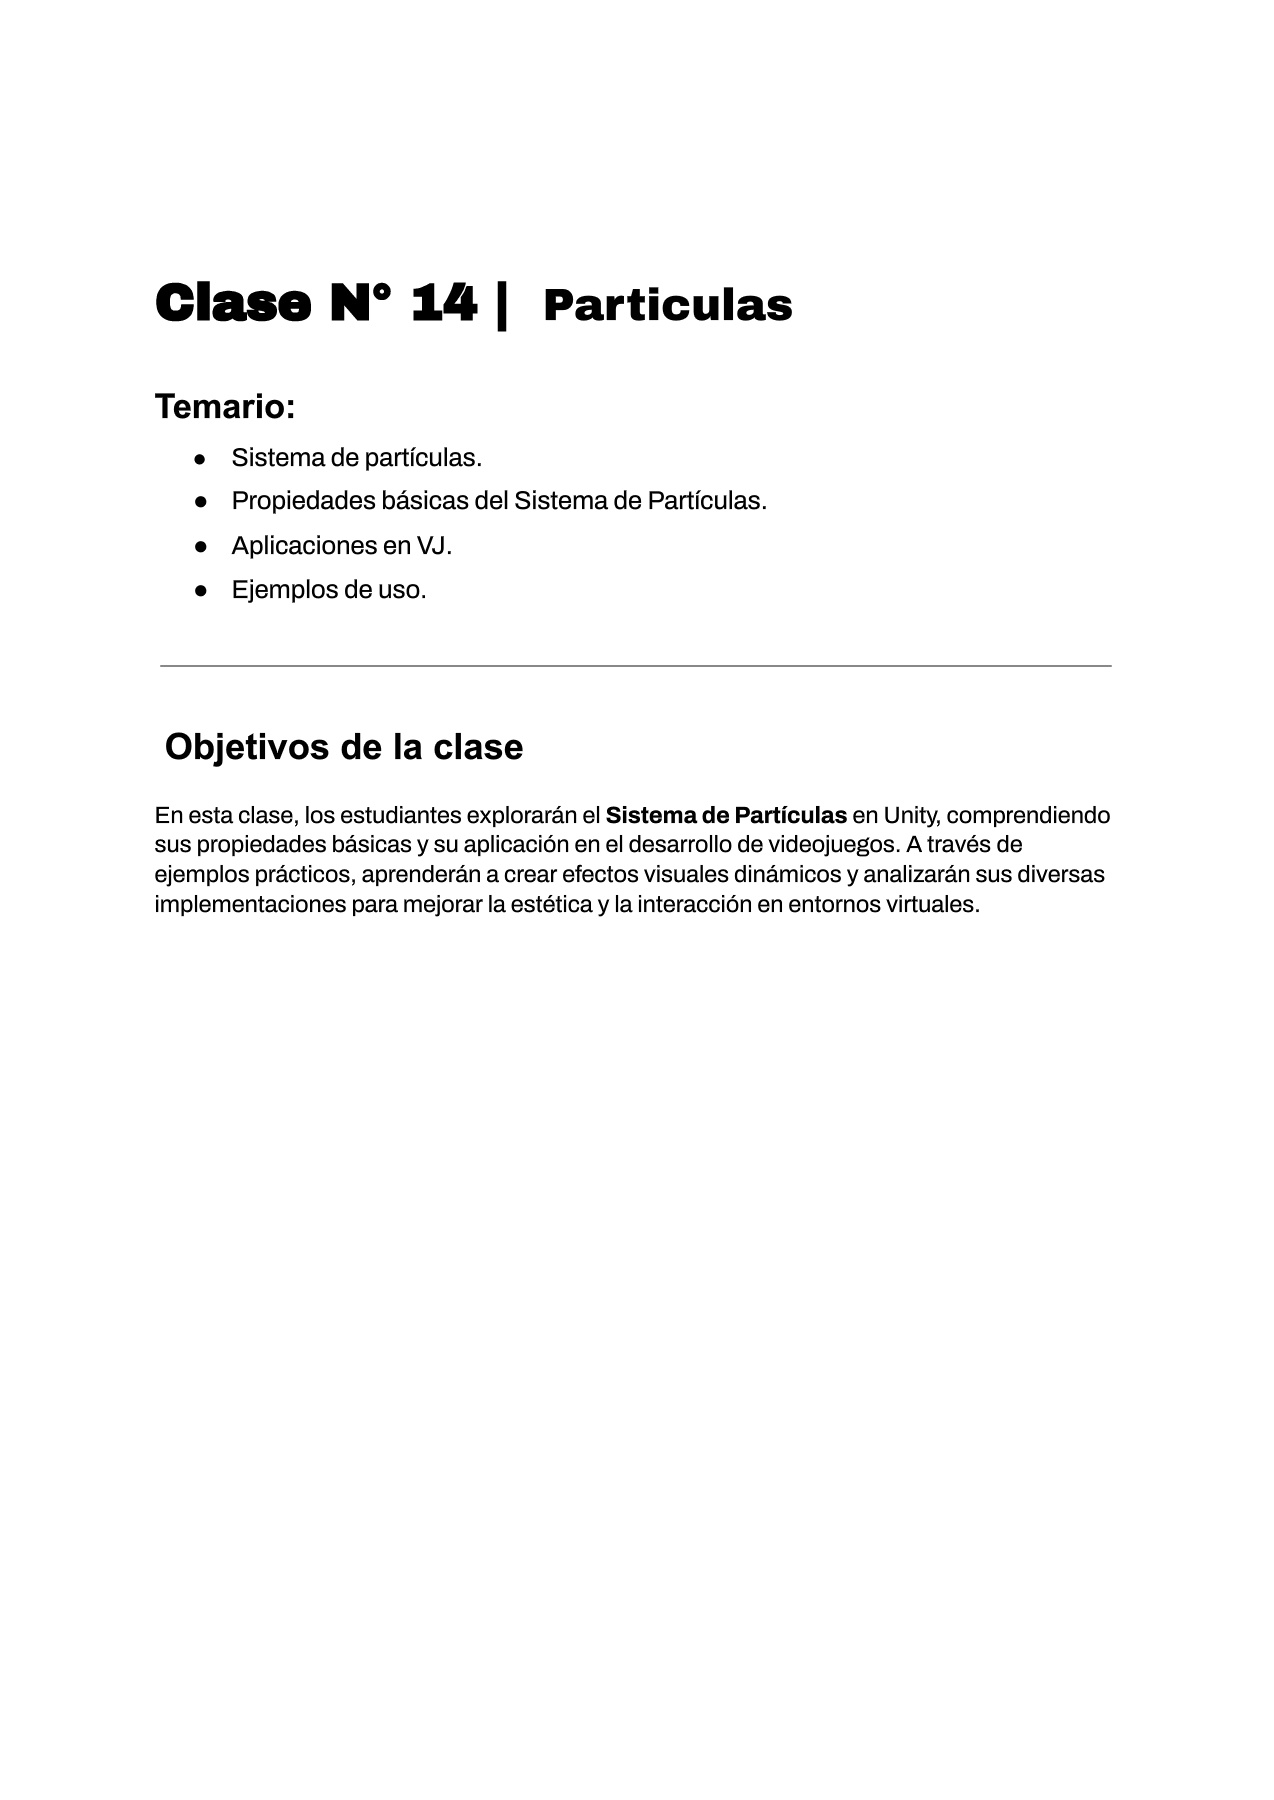 Clase N° 14 | Particulas
Temario:
● Sistema de partículas.
● Propiedades básicas del Sistema de Partículas.
● Aplicaciones en VJ.
● Ejemplos de uso.
Objetivos de la clase
En esta clase, los estudiantes explorarán el Sistema de Partículas en Unity, comprendiendo
sus propiedades básicas y su aplicación en el desarrollo de videojuegos. A través de
ejemplos prácticos, aprenderán a crear efectos visuales dinámicos y analizarán sus diversas
implementaciones para mejorar la estética y la interacción en entornos virtuales.